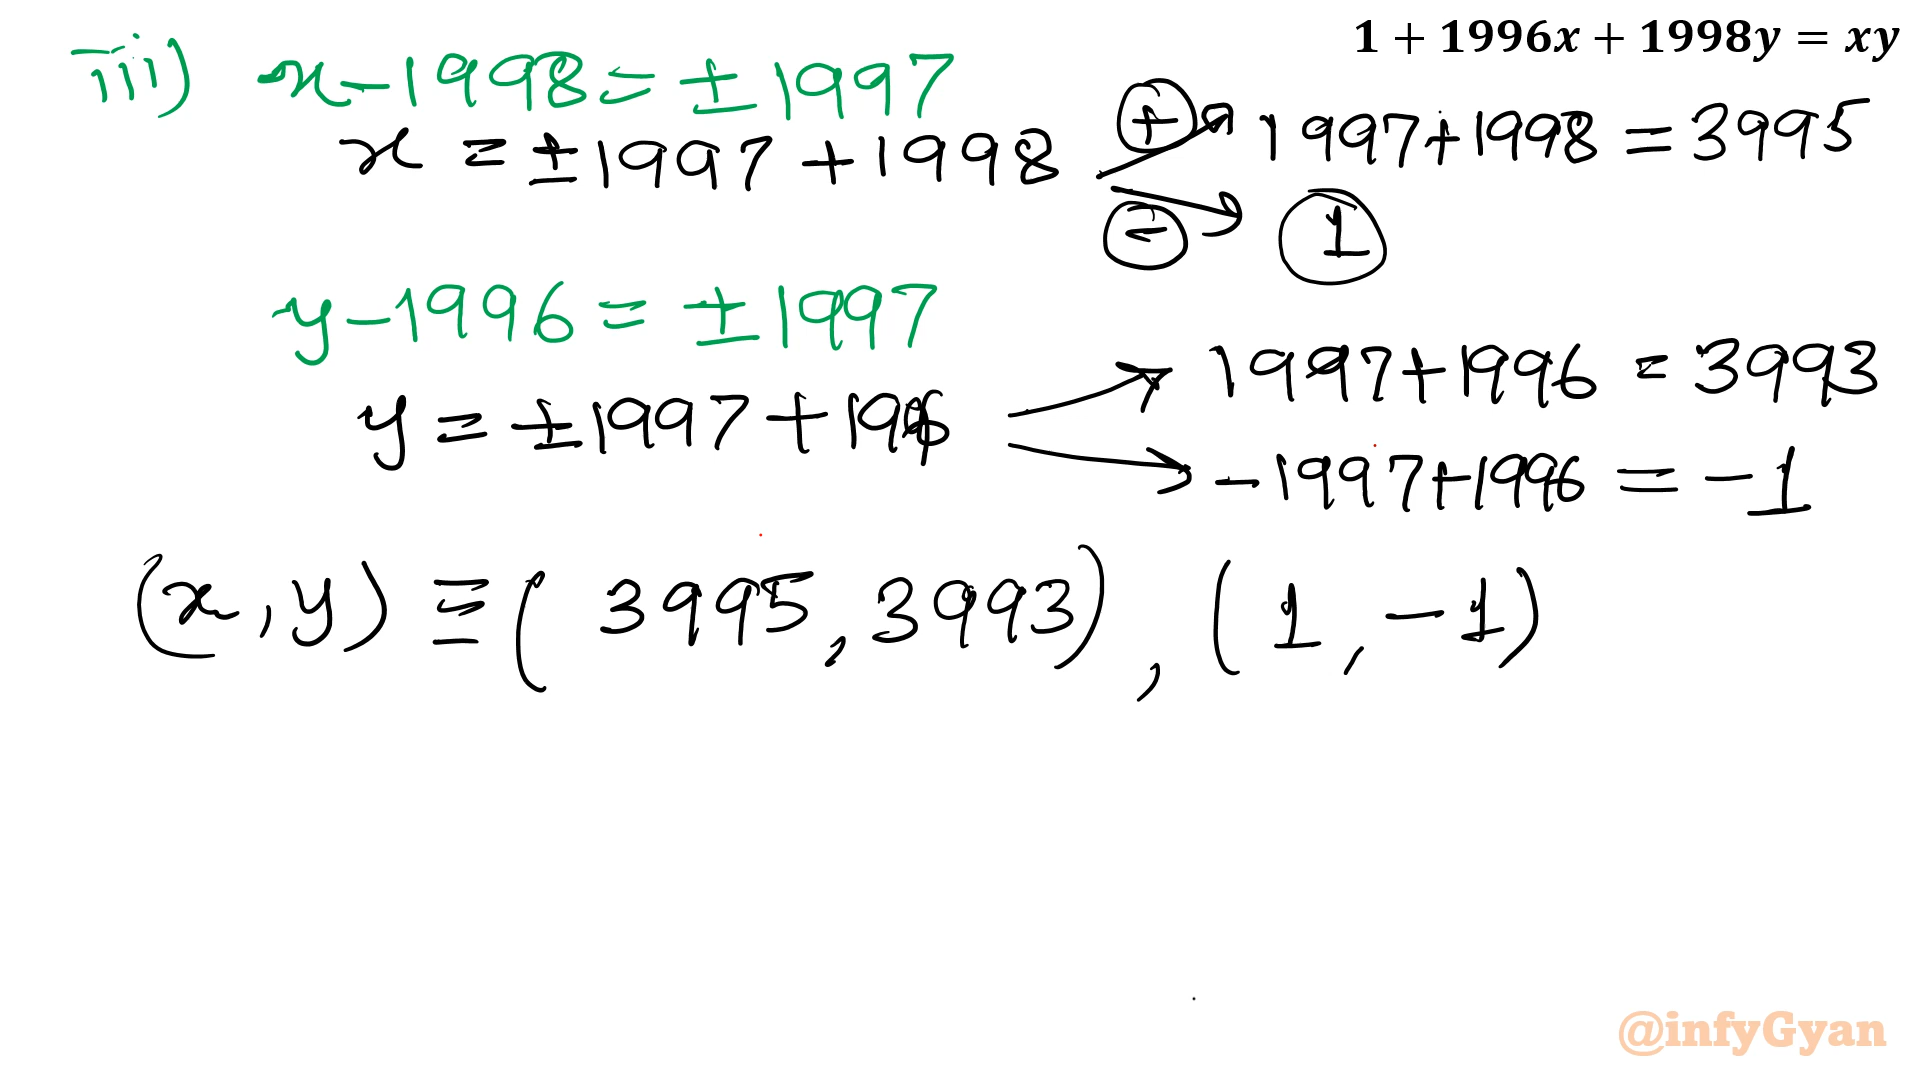 1 + 1996x + 1998y = xy
iii) x - 1998 = ± 1997
x = ± 1997 + 1998
+ 1997 + 1998 = 3995
- 1
y - 1996 = ± 1997
y = ± 1997 + 1996
1997 + 1996 = 3993
- 1997 + 1996 = - 1
(x, y) ≡ (3995, 3993), (1, -1)
@infyGyan